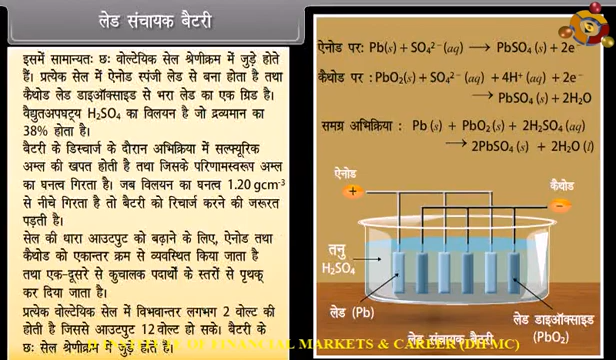 लेड संचायक बैटरी
इसमें सामान्यतः छः वोल्टेयिक सेल श्रेणीक्रम में जुड़े होते
हैं। प्रत्येक सेल में ऐनोड स्पंजी लेड से बना होता है तथा
कैथोड लेड डाइऑक्साइड से भरा लेड का एक ग्रिड है।
वैद्युतअपघट्य H₂SO₄ का विलयन है जो द्रव्यमान का
38% होता है।
बैटरी के डिस्चार्ज के दौरान अभिक्रिया में सल्फ्यूरिक
अम्ल की खपत होती है तथा जिसके परिणामस्वरूप अम्ल
का घनत्व गिरता है। जब विलयन का घनत्व 1.20 gcm⁻³
से नीचे गिरता है तो बैटरी को रिचार्ज करने की जरूरत
पड़ती है।
सेल की धारा आउटपुट को बढ़ाने के लिए, ऐनोड तथा
कैथोड को एकान्तर क्रम से व्यवस्थित किया जाता है
तथा एक दूसरे से कुचालक पदार्थों के स्तरों से पृथक्
कर दिया जाता है।
प्रत्येक वोल्टेयिक सेल में विभवान्तर लगभग 2 वोल्ट की
होती है जिससे आउटपुट 12 वोल्ट हो सके। बैटरी के
छः सेल श्रेणीक्रम में जुड़े होते हैं।
ऐनोड पर: Pb(s) + SO₄²⁻(aq) ⟶ PbSO₄(s) + 2e⁻
कैथोड पर: PbO₂(s) + SO₄²⁻(aq) + 4H⁺(aq) + 2e⁻
⟶ PbSO₄(s) + 2H₂O
समग्र अभिक्रिया: Pb(s) + PbO₂(s) + 2H₂SO₄(aq)
⟶ 2PbSO₄(s) + 2H₂O(l)
ऐनोड
+
कैथोड
−
तनु
H₂SO₄
लेड (Pb)
लेड डाइऑक्साइड
(PbO₂)
लेड संचायक बैटरी
OF FINANCIAL MARKETS & CAREER (DIFMC)